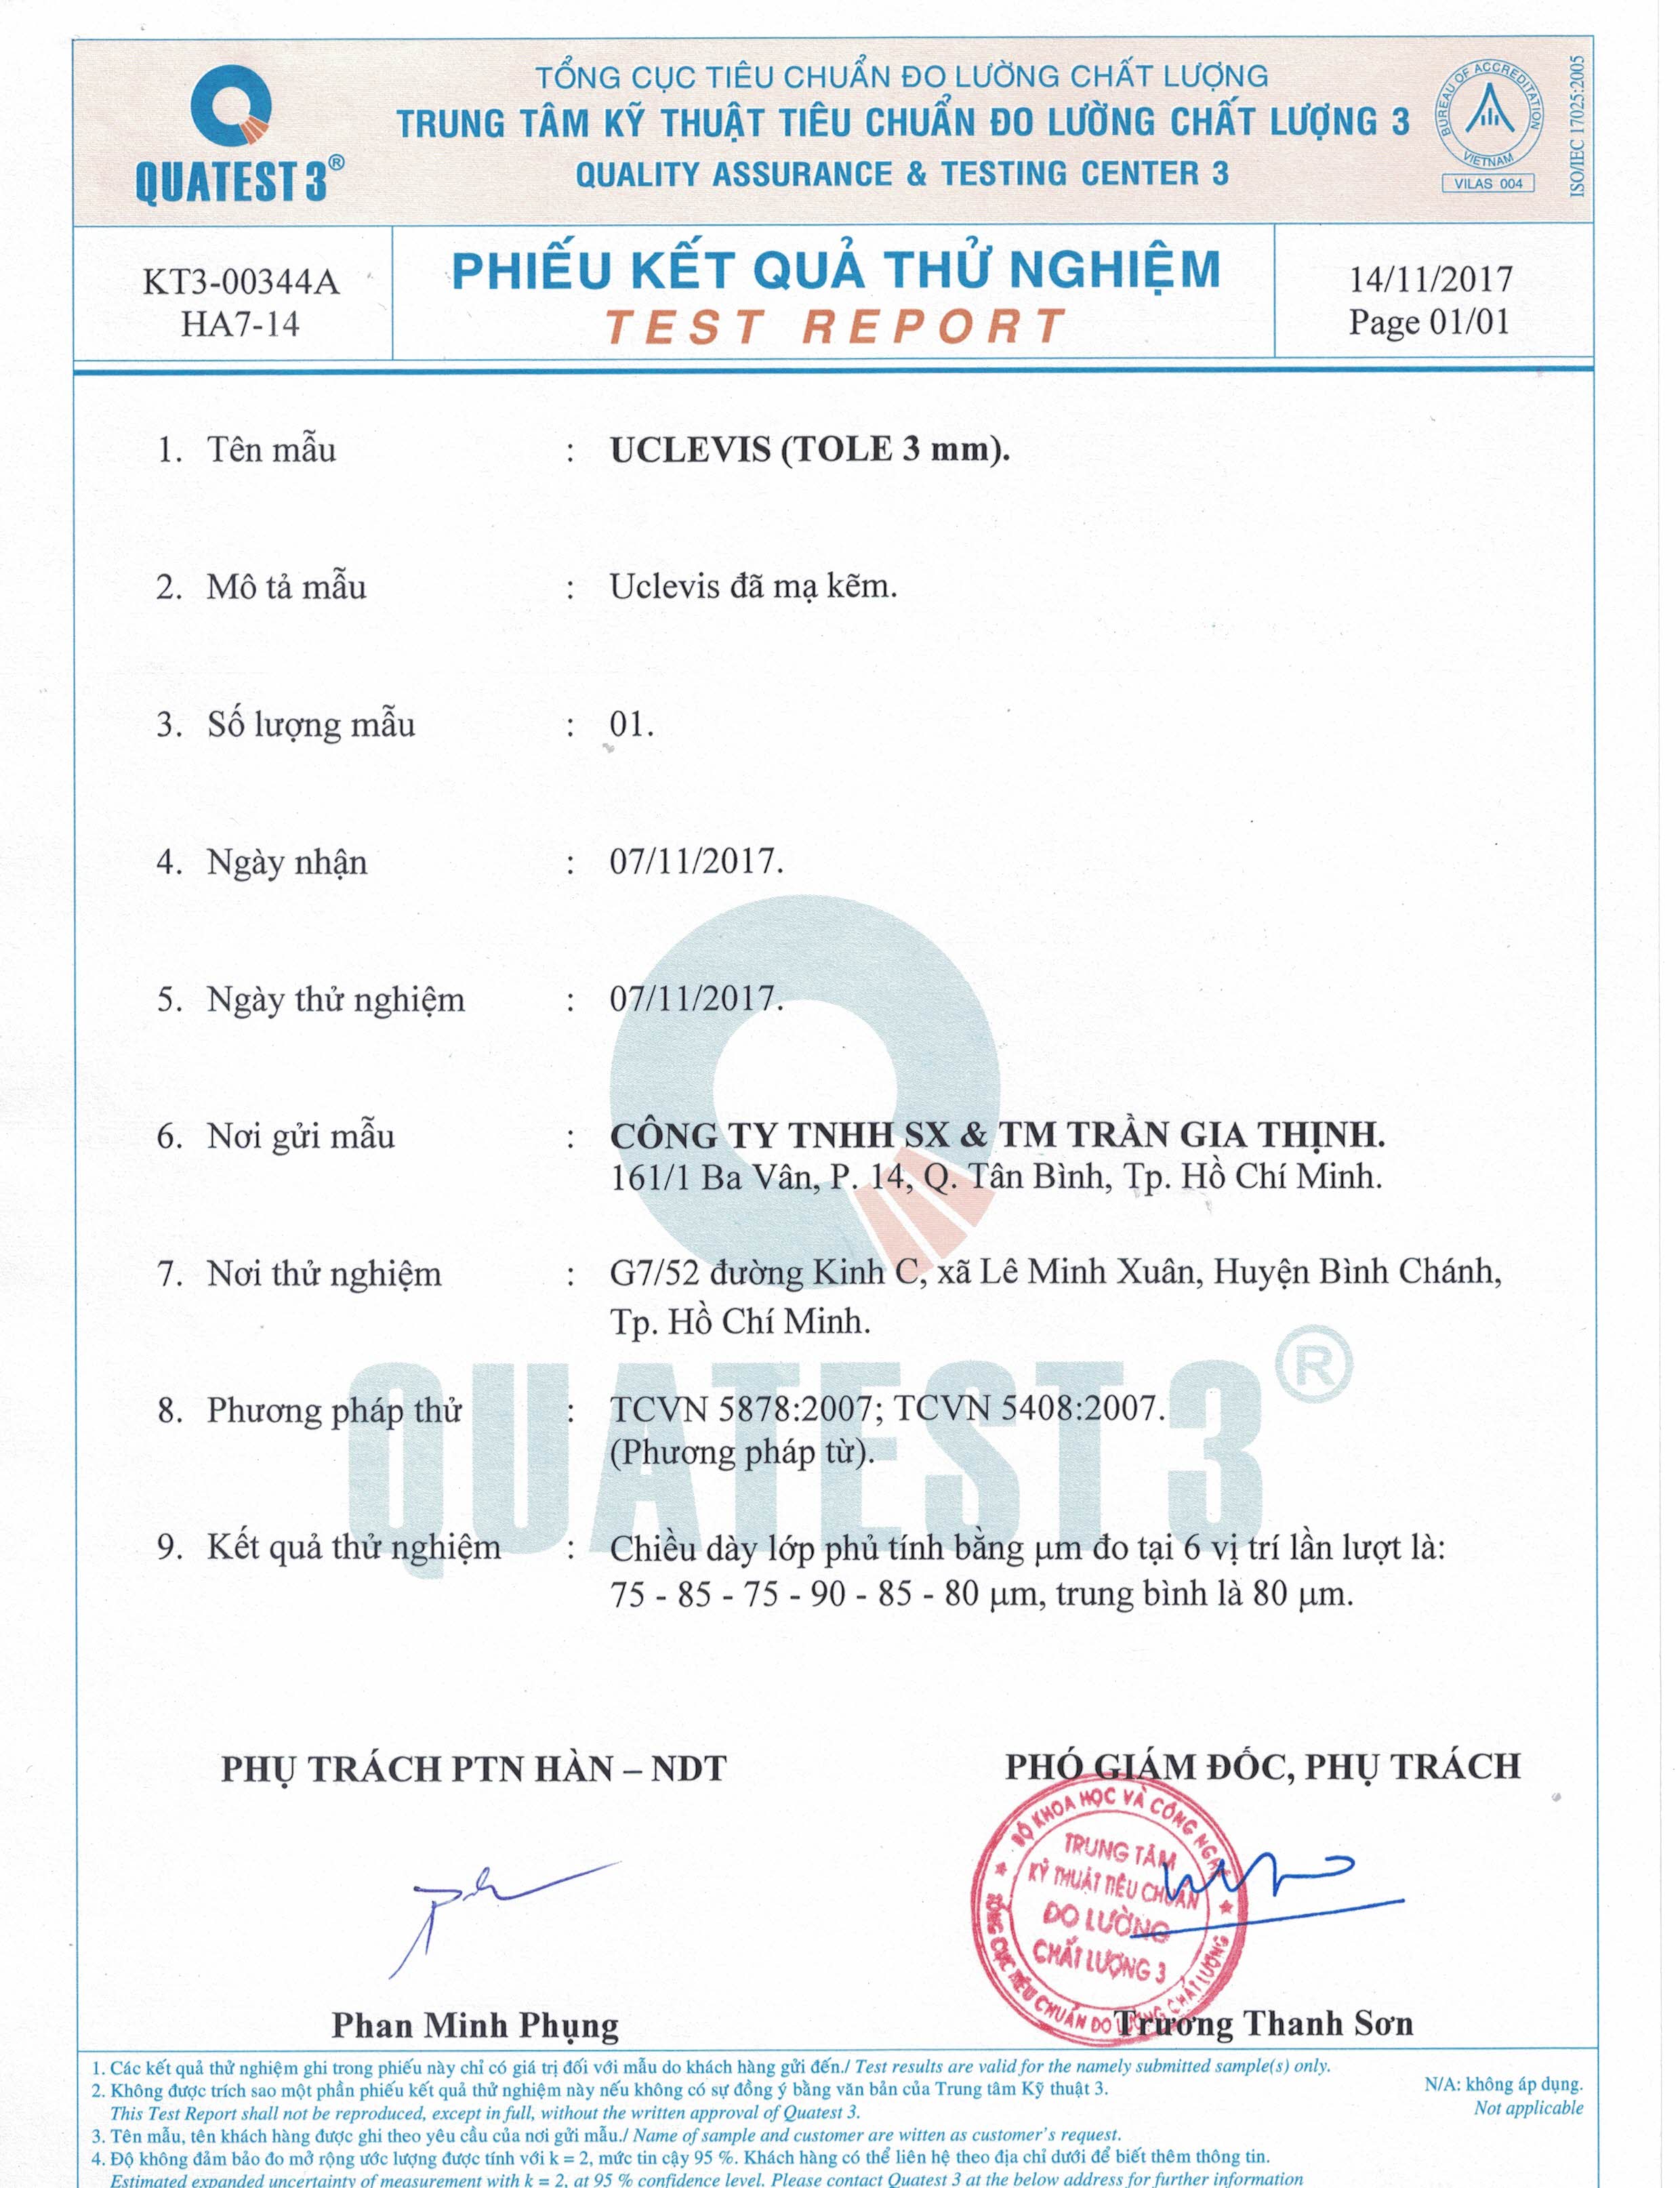 TỔNG CỤC TIÊU CHUẨN ĐO LƯỜNG CHẤT LƯỢNG
TRUNG TÂM KỸ THUẬT TIÊU CHUẨN ĐO LƯỜNG CHẤT LƯỢNG 3
QUALITY ASSURANCE & TESTING CENTER 3
QUATEST 3®
BUREAU OF ACCREDITATION
VIETNAM
VILAS 004
ISO/IEC 17025:2005
KT3-00344A
HA7-14
PHIẾU KẾT QUẢ THỬ NGHIỆM
TEST REPORT
14/11/2017
Page 01/01
1. Tên mẫu : UCLEVIS (TOLE 3 mm).
2. Mô tả mẫu : Uclevis đã mạ kẽm.
3. Số lượng mẫu : 01.
4. Ngày nhận : 07/11/2017.
5. Ngày thử nghiệm : 07/11/2017.
6. Nơi gửi mẫu : CÔNG TY TNHH SX & TM TRẦN GIA THỊNH.
161/1 Ba Vân, P. 14, Q. Tân Bình, Tp. Hồ Chí Minh.
7. Nơi thử nghiệm : G7/52 đường Kinh C, xã Lê Minh Xuân, Huyện Bình Chánh,
Tp. Hồ Chí Minh.
QUATEST 3®
8. Phương pháp thử : TCVN 5878:2007; TCVN 5408:2007.
(Phương pháp từ).
9. Kết quả thử nghiệm : Chiều dày lớp phủ tính bằng µm đo tại 6 vị trí lần lượt là:
75 - 85 - 75 - 90 - 85 - 80 µm, trung bình là 80 µm.
PHỤ TRÁCH PTN HÀN – NDT
PHÓ GIÁM ĐỐC, PHỤ TRÁCH
BỘ KHOA HỌC VÀ CÔNG NGHỆ
TRUNG TÂM
KỸ THUẬT TIÊU CHUẨN
ĐO LƯỜNG
CHẤT LƯỢNG 3
TỔNG CỤC TIÊU CHUẨN ĐO LƯỜNG CHẤT LƯỢNG
Phan Minh Phụng
Trương Thanh Sơn
1. Các kết quả thử nghiệm ghi trong phiếu này chỉ có giá trị đối với mẫu do khách hàng gửi đến./ Test results are valid for the namely submitted sample(s) only.
2. Không được trích sao một phần phiếu kết quả thử nghiệm này nếu không có sự đồng ý bằng văn bản của Trung tâm Kỹ thuật 3.
This Test Report shall not be reproduced, except in full, without the written approval of Quatest 3.
3. Tên mẫu, tên khách hàng được ghi theo yêu cầu của nơi gửi mẫu./ Name of sample and customer are witten as customer's request.
4. Độ không đảm bảo đo mở rộng ước lượng được tính với k = 2, mức tin cậy 95 %. Khách hàng có thể liên hệ theo địa chỉ dưới để biết thêm thông tin.
Estimated expanded uncertainty of measurement with k = 2, at 95 % confidence level. Please contact Quatest 3 at the below address for further information
N/A: không áp dụng.
Not applicable